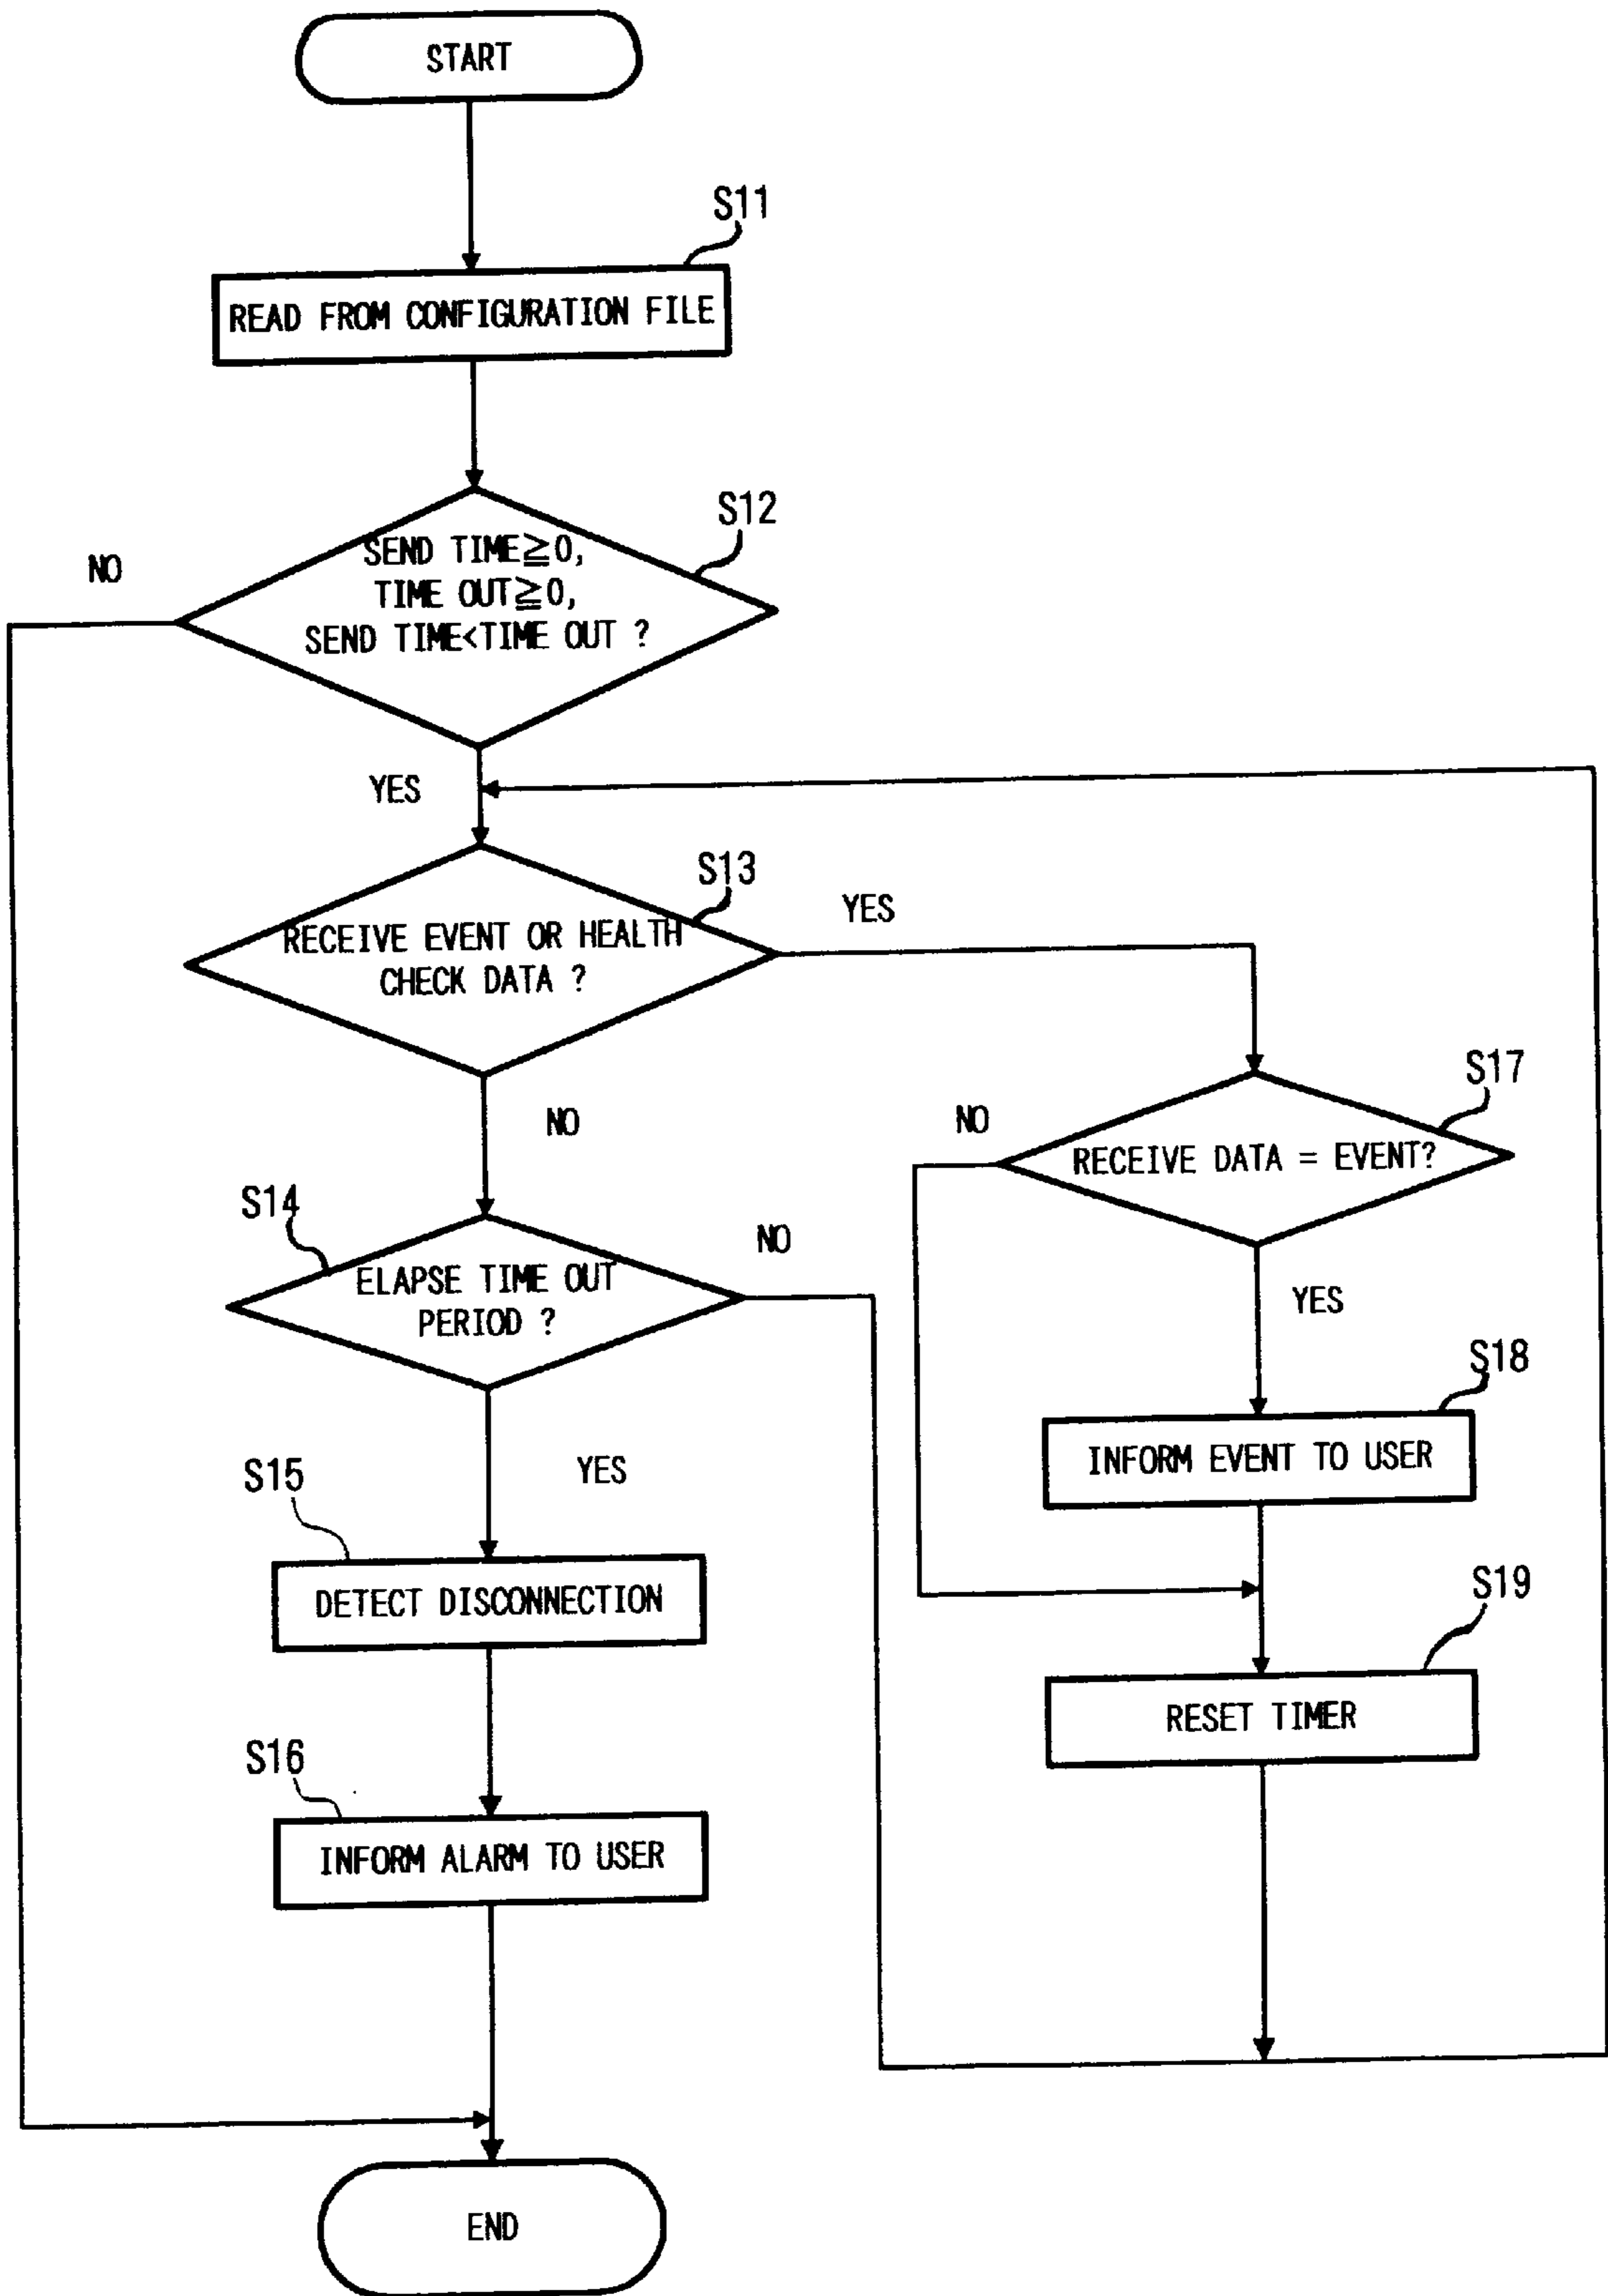 START
S11
READ FROM CONFIGURATION FILE
S12
NO
SEND TIME≧0,
TIME OUT≧0,
SEND TIME<TIME OUT ?
YES
S13
YES
RECEIVE EVENT OR HEALTH
CHECK DATA ?
NO
S17
NO
RECEIVE DATA = EVENT?
YES
S14
NO
ELAPSE TIME OUT
PERIOD ?
YES
S18
INFORM EVENT TO USER
S15
DETECT DISCONNECTION
S19
RESET TIMER
S16
INFORM ALARM TO USER
END